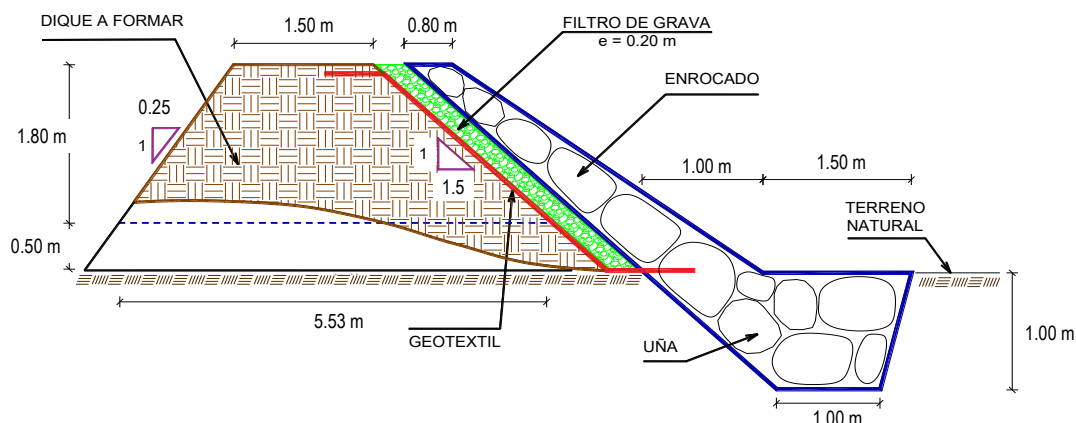 DIQUE A FORMAR
1.50 m
0.80 m
FILTRO DE GRAVA
e = 0.20 m
ENROCADO
0.25
1
1.80 m
1
1.5
1.00 m
1.50 m
TERRENO
NATURAL
0.50 m
5.53 m
GEOTEXTIL
UÑA
1.00 m
1.00 m